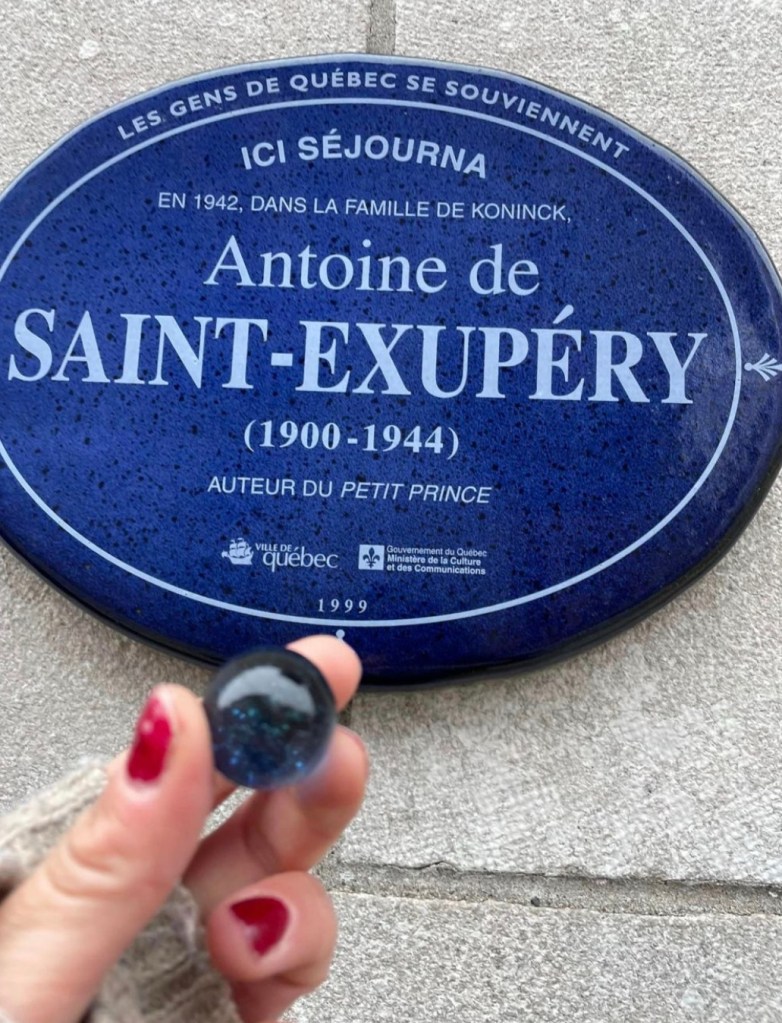 LES GENS DE QUÉBEC SE SOUVIENNENT
ICI SÉJOURNA
EN 1942, DANS LA FAMILLE DE KONINCK,
Antoine de
SAINT-EXUPÉRY
(1900-1944)
AUTEUR DU PETIT PRINCE
VILLE DE
québec
Gouvernement du Québec
Ministère de la Culture
et des Communications
1999